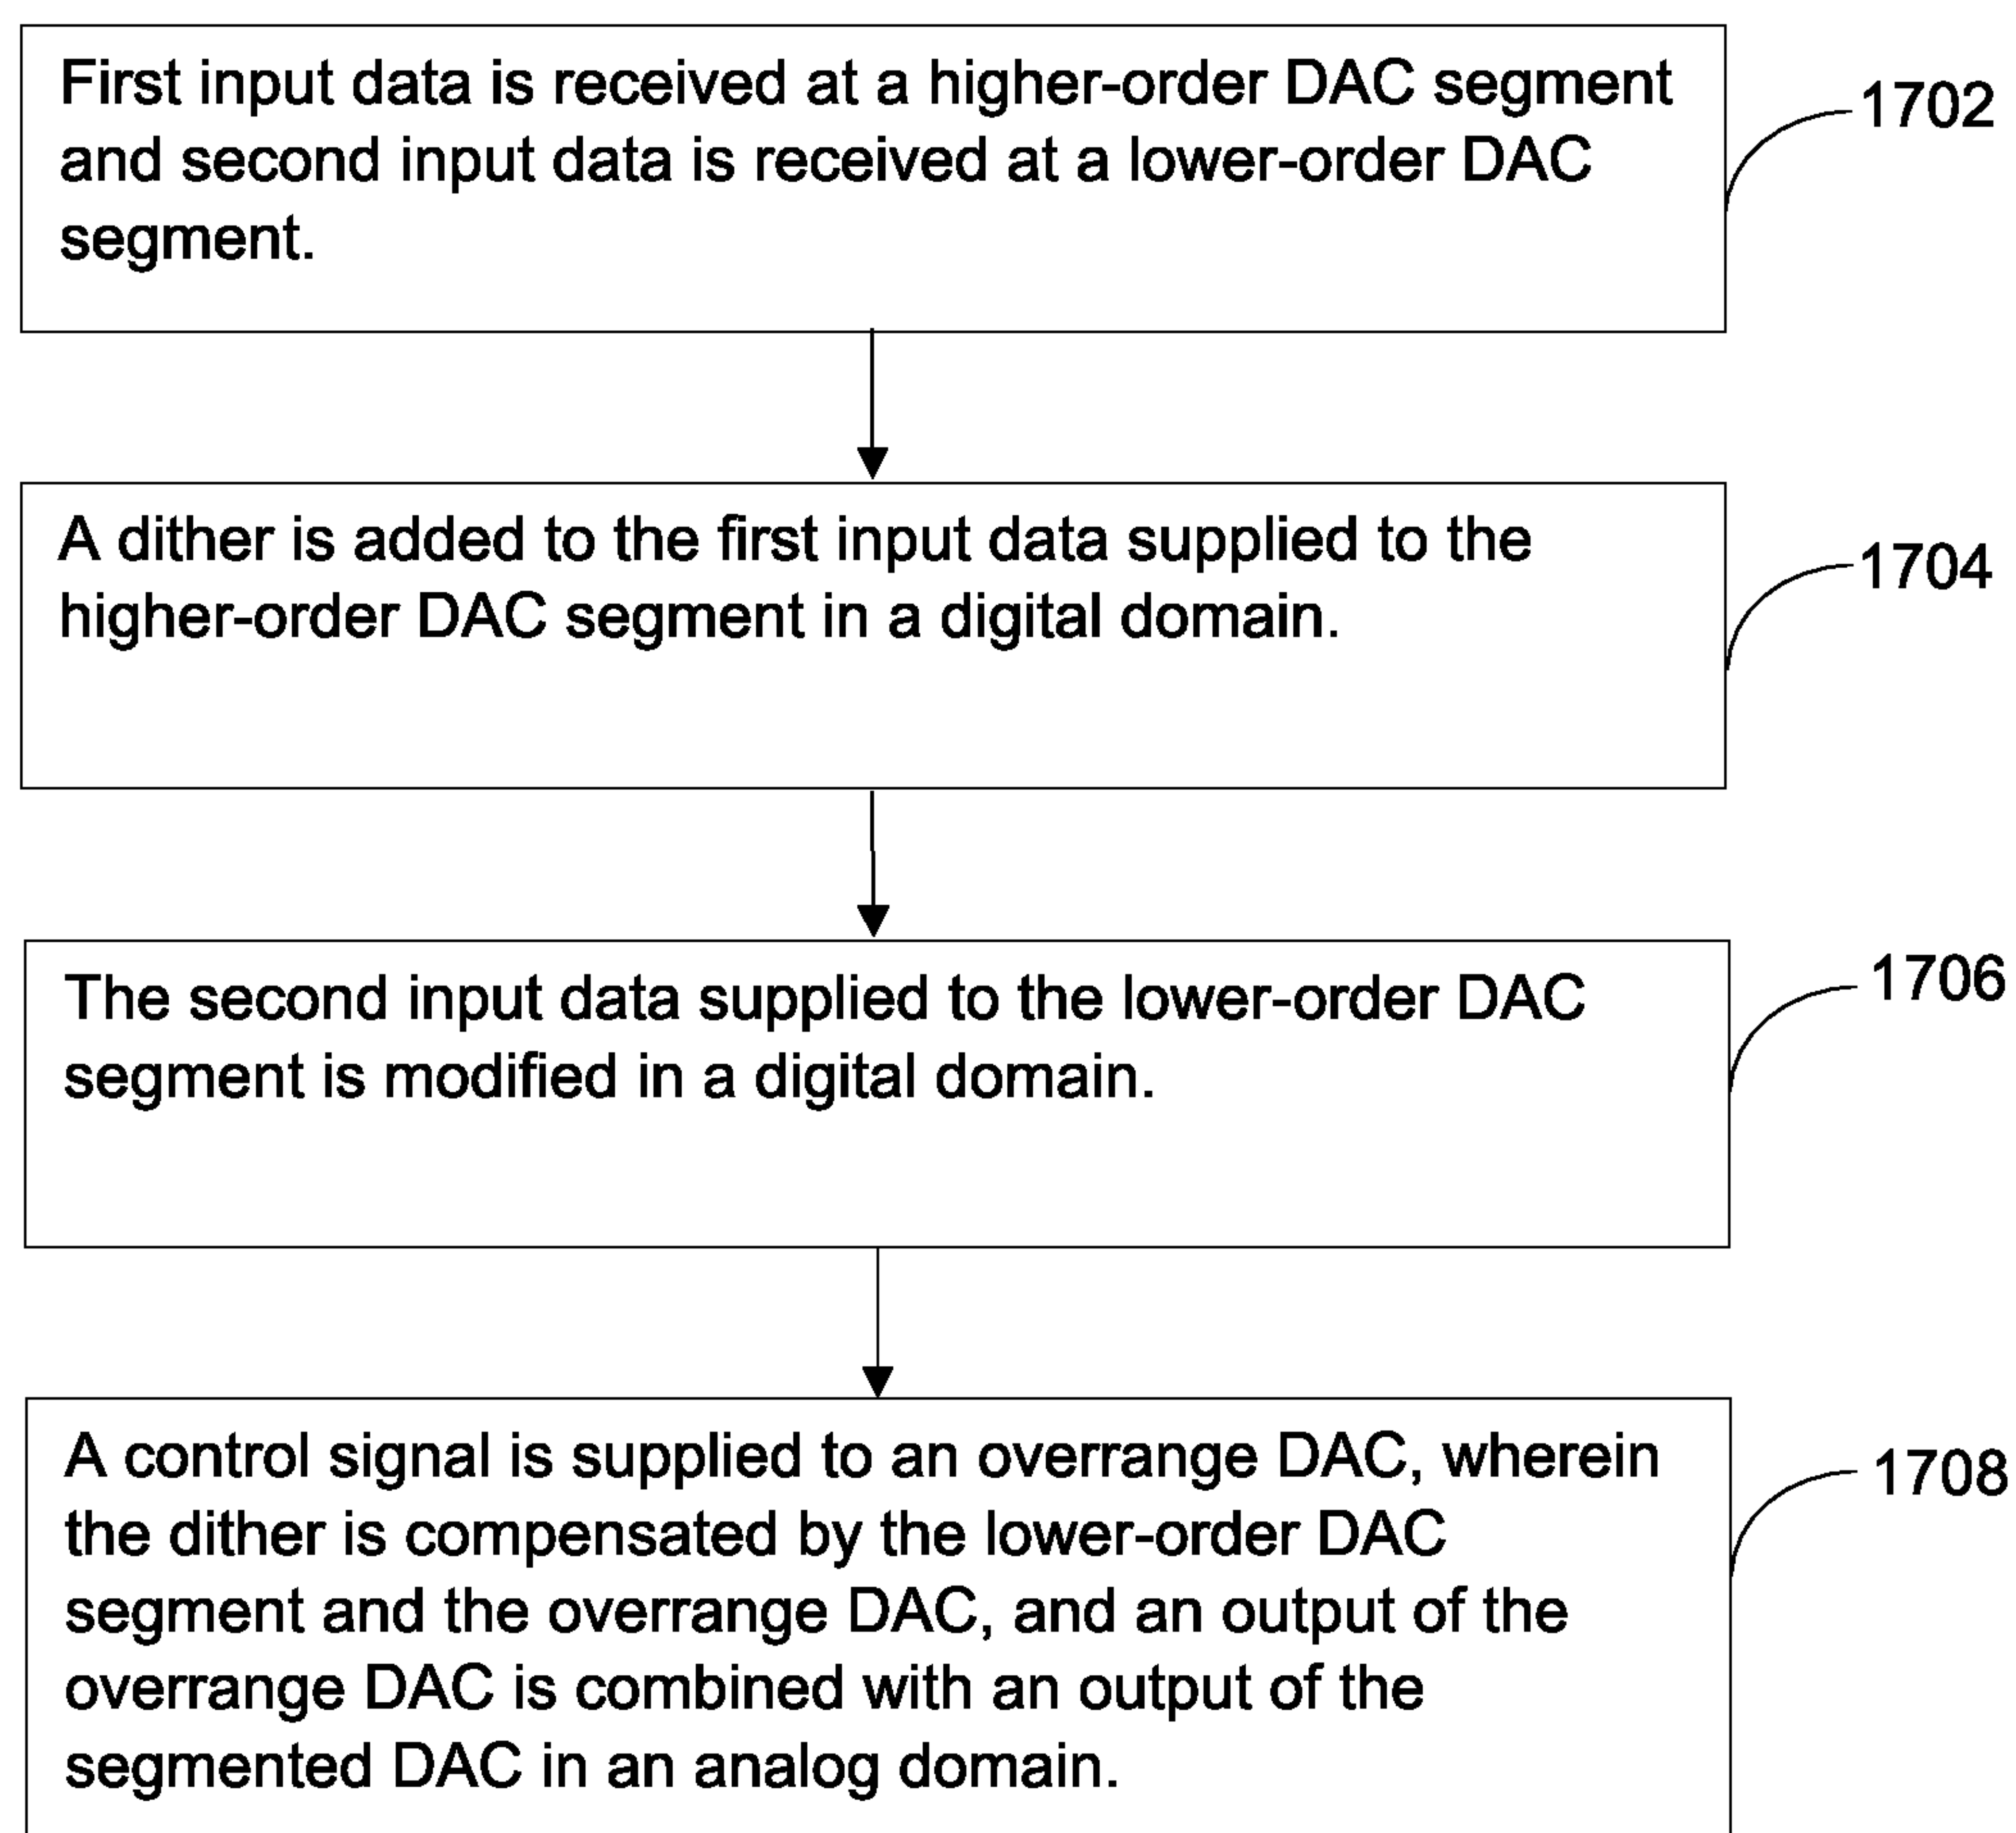 First input data is received at a higher-order DAC segment
and second input data is received at a lower-order DAC
segment.
1702
A dither is added to the first input data supplied to the
higher-order DAC segment in a digital domain.
1704
The second input data supplied to the lower-order DAC
segment is modified in a digital domain.
1706
A control signal is supplied to an overrange DAC, wherein
the dither is compensated by the lower-order DAC
segment and the overrange DAC, and an output of the
overrange DAC is combined with an output of the
segmented DAC in an analog domain.
1708